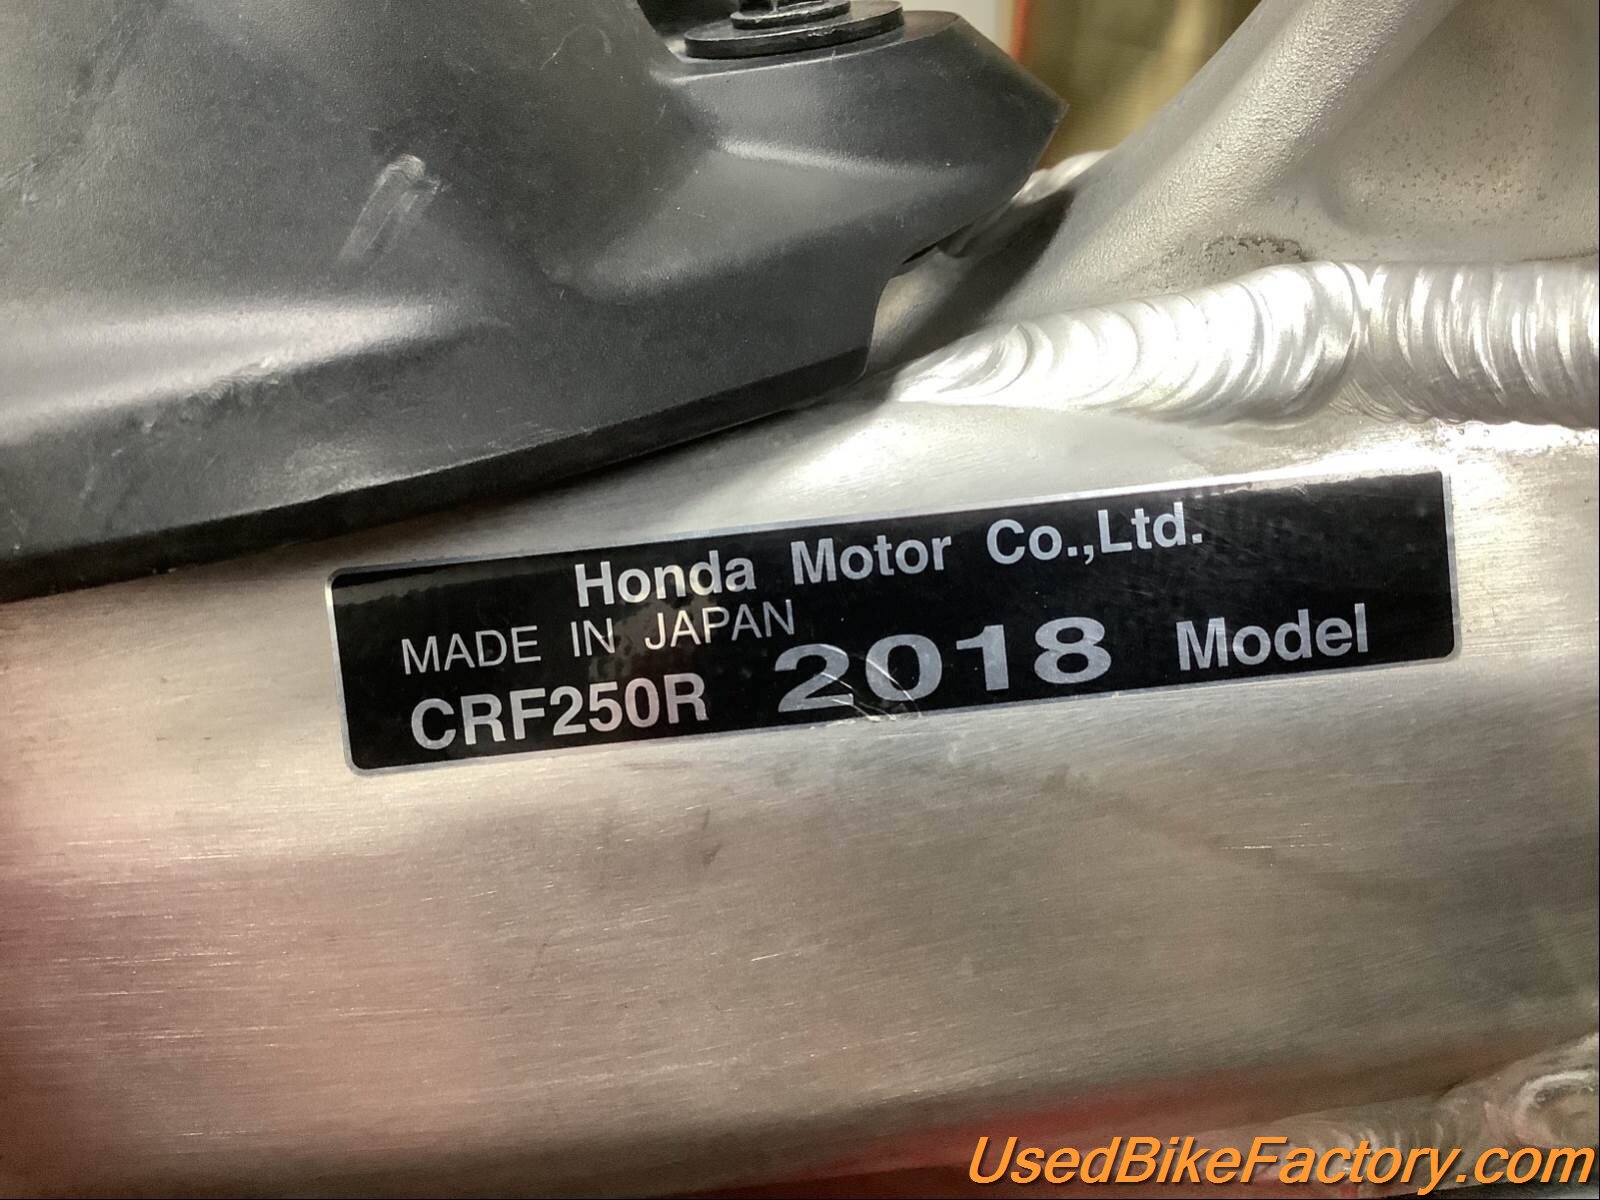 Honda Motor Co.,Ltd.
MADE IN JAPAN
CRF250R 2018 Model
UsedBikeFactory.com